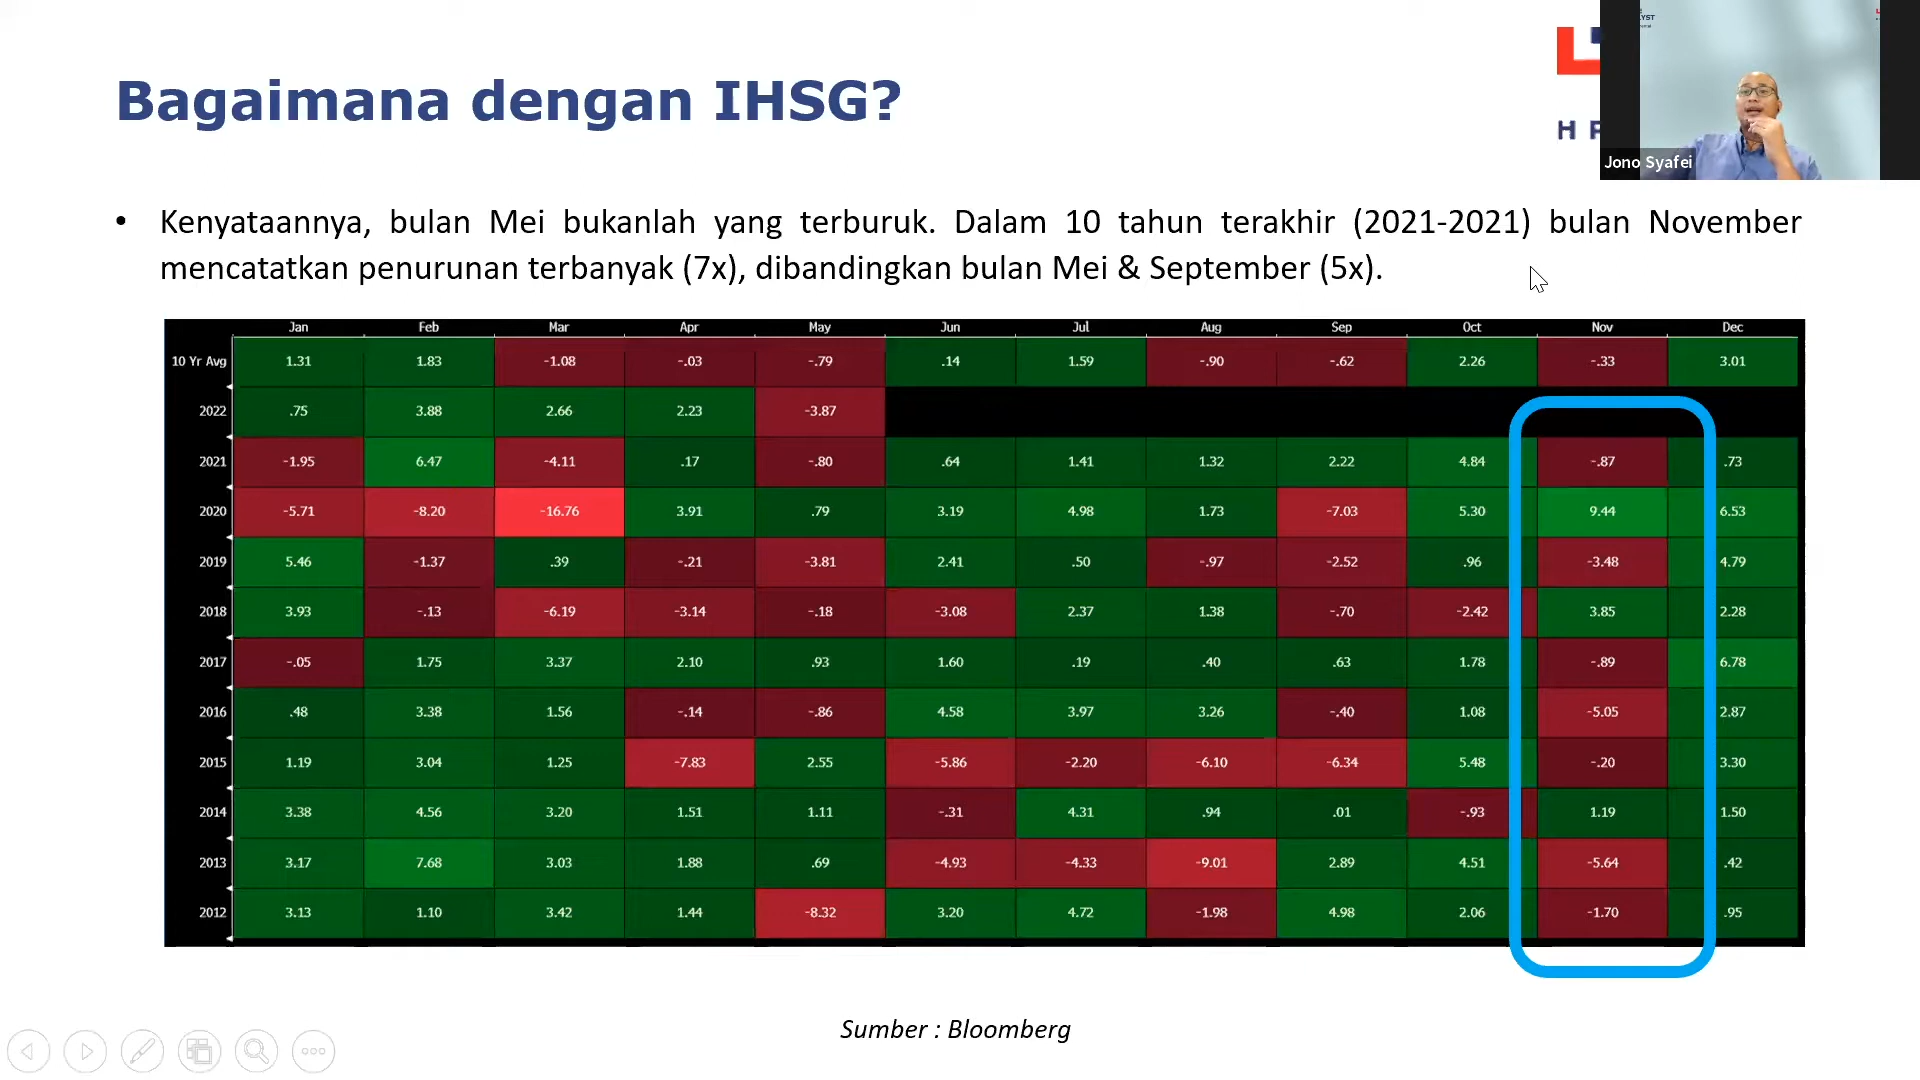 Bagaimana dengan IHSG?
YST
Jono Syafei
• Kenyataannya, bulan Mei bukanlah yang terburuk. Dalam 10 tahun terakhir (2021-2021) bulan November
mencatatkan penurunan terbanyak (7x), dibandingkan bulan Mei & September (5x).
Jan Feb Mar Apr May Jun Jul Aug Sep Oct Nov Dec
10 Yr Avg 1.31 1.83 -1.08 -.03 -.79 .14 1.59 -.90 -.62 2.26 -.33 3.01
2022 .75 3.88 2.66 2.23 -3.87
2021 -1.95 6.47 -4.11 .17 -.80 .64 1.41 1.32 2.22 4.84 -.87 .73
2020 -5.71 -8.20 -16.76 3.91 .79 3.19 4.98 1.73 -7.03 5.30 9.44 6.53
2019 5.46 -1.37 .39 -.21 -3.81 2.41 .50 -.97 -2.52 .96 -3.48 4.79
2018 3.93 -.13 -6.19 -3.14 -.18 -3.08 2.37 1.38 -.70 -2.42 3.85 2.28
2017 -.05 1.75 3.37 2.10 .93 1.60 .19 .40 .63 1.78 -.89 6.78
2016 .48 3.38 1.56 -.14 -.86 4.58 3.97 3.26 -.40 1.08 -5.05 2.87
2015 1.19 3.04 1.25 -7.83 2.55 -5.86 -2.20 -6.10 -6.34 5.48 -.20 3.30
2014 3.38 4.56 3.20 1.51 1.11 -.31 4.31 .94 .01 -.93 1.19 1.50
2013 3.17 7.68 3.03 1.88 .69 -4.93 -4.33 -9.01 2.89 4.51 -5.64 .42
2012 3.13 1.10 3.42 1.44 -8.32 3.20 4.72 -1.98 4.98 2.06 -1.70 .95
Sumber : Bloomberg